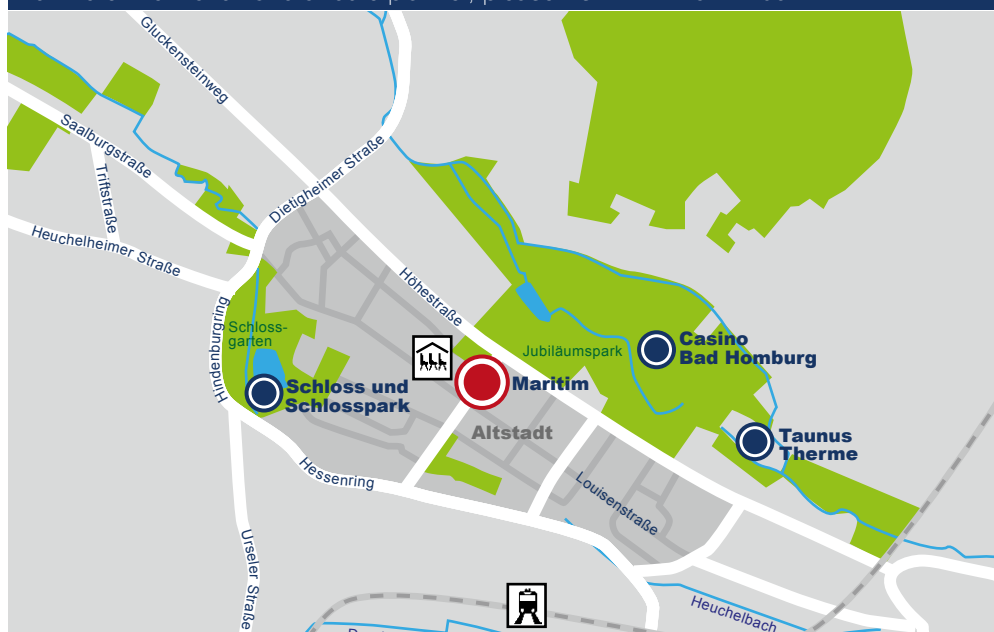 Gluckensteinweg
Saalburgstraße
Triftstraße
Dietigheimer Straße
Heuchelheimer Straße
Höhestraße
Hindenburgring
Schloss-
garten
Jubiläumspark
Casino
Bad Homburg
Schloss und
Schlosspark
Maritim
Altstadt
Taunus
Therme
Hessenring
Louisenstraße
Urseler Straße
Heuchelbach